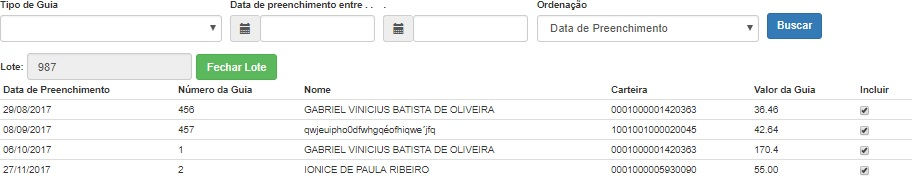 Tipo de Guia Data de preenchimento entre . . . Ordenação
Data de Preenchimento Buscar
Lote: 987 Fechar Lote
Data de Preenchimento Número da Guia Nome Carteira Valor da Guia Incluir
29/08/2017 456 GABRIEL VINICIUS BATISTA DE OLIVEIRA 0001000001420363 36.46
08/09/2017 457 qwjeuipho0dfwhgqéofhiqwe´jfq 1001001000020045 42.64
06/10/2017 1 GABRIEL VINICIUS BATISTA DE OLIVEIRA 0001000001420363 170.4
27/11/2017 2 IONICE DE PAULA RIBEIRO 0001000005930090 55.00